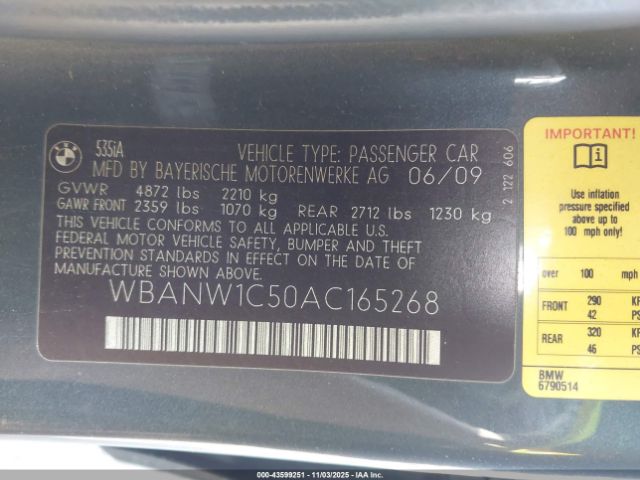 BMW
535iA VEHICLE TYPE: PASSENGER CAR
MFD BY BAYERISCHE MOTORENWERKE AG 06/09
GVWR 4872 lbs 2210 kg
GAWR FRONT 2359 lbs 1070 kg REAR 2712 lbs 1230 kg
THIS VEHICLE CONFORMS TO ALL APPLICABLE U.S.
FEDERAL MOTOR VEHICLE SAFETY, BUMPER AND THEFT
PREVENTION STANDARDS IN EFFECT ON THE DATE OF
MANUFACTURE SHOWN ABOVE.
WBANW1C50AC165268
2 122 606
IMPORTANT!
Use inflation
pressure specified
above up to
100 mph only!
over 100 mph
FRONT 290
42
REAR 320
46
BMW
6790514
43599251 11/03/2025